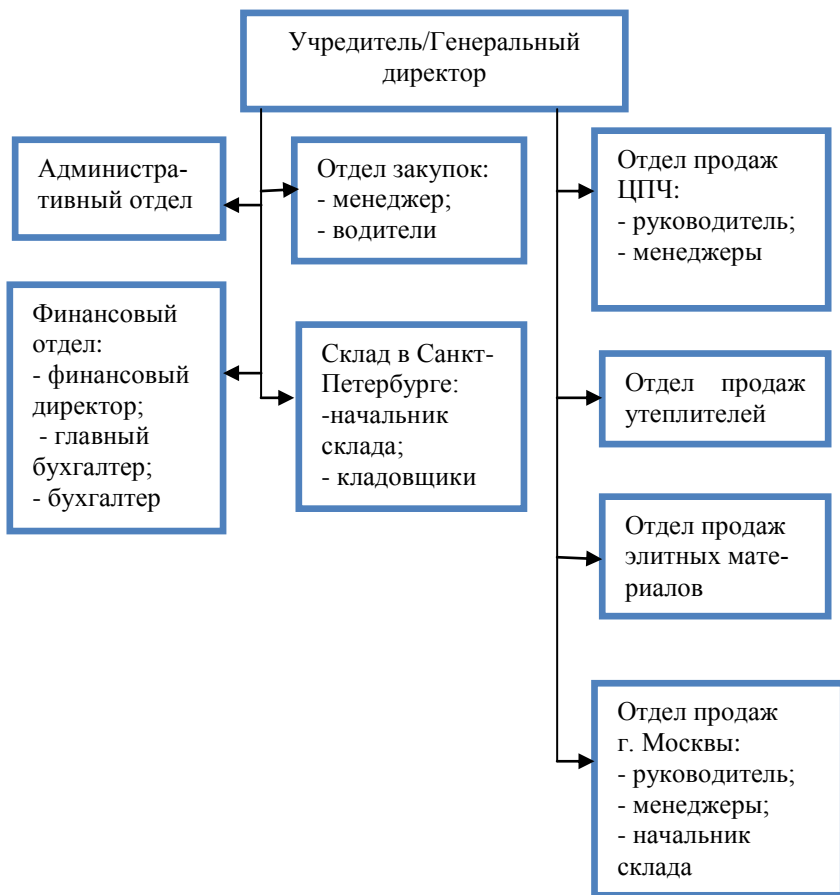 Учредитель/Генеральный
директор
Администра-
тивный отдел
Отдел закупок:
- менеджер;
- водители
Отдел продаж
ЦПЧ:
- руководитель;
- менеджеры
Финансовый
отдел:
- финансовый
директор;
- главный
бухгалтер;
- бухгалтер
Склад в Санкт-
Петербурге:
-начальник
склада;
- кладовщики
Отдел продаж
утеплителей
Отдел продаж
элитных мате-
риалов
Отдел продаж
г. Москвы:
- руководитель;
- менеджеры;
- начальник
склада